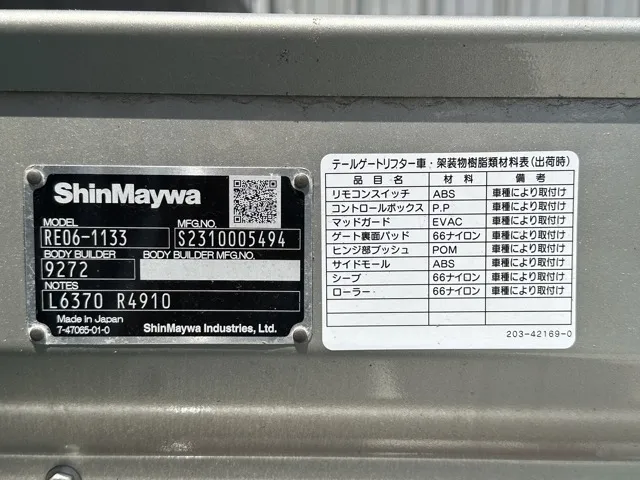 ShinMaywa
MODEL MFG.NO.
RE06-1133 S2310005494
BODY BUILDER BODY BUILDER MFG.NO.
9272
NOTES
L6370 R4910
Made in Japan
7-47065-01-0 ShinMaywa Industries, Ltd.
テールゲートリフター車・架装物樹脂類材料表(出荷時)
品目名 材料 備考
リモコンスイッチ ABS 車種により取付け
コントロールボックス P.P 車種により取付け
マッドガード EVAC 車種により取付け
ゲート裏面パッド 66ナイロン 車種により取付け
ヒンジ部ブッシュ POM 車種により取付け
サイドモール ABS 車種により取付け
シーブ 66ナイロン 車種により取付け
ローラー 66ナイロン 車種により取付け
203-42169-0